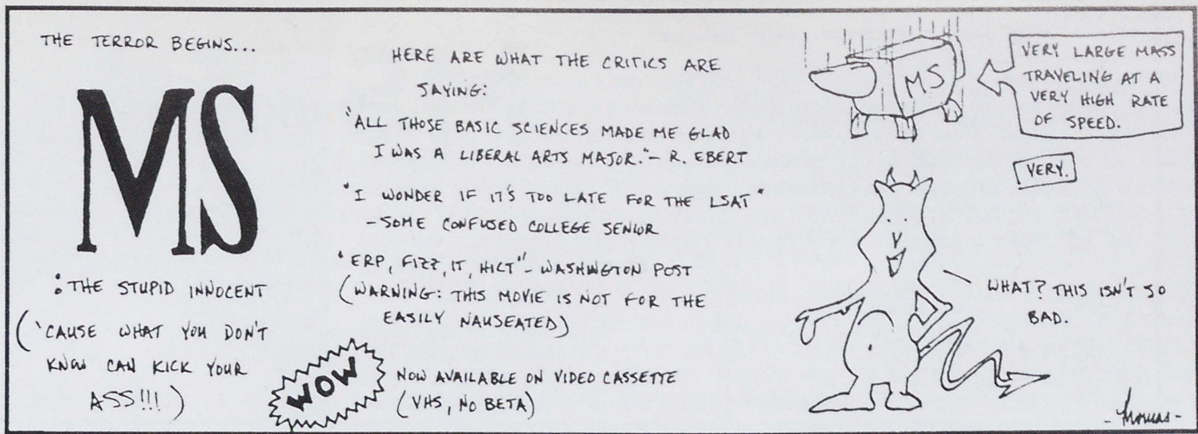 THE TERROR BEGINS...
MS
: THE STUPID INNOCENT
('CAUSE WHAT YOU DON'T
KNOW CAN KICK YOUR
ASS!!!)
HERE ARE WHAT THE CRITICS ARE
SAYING:
"ALL THOSE BASIC SCIENCES MADE ME GLAD
I WAS A LIBERAL ARTS MAJOR." - R. EBERT
"I WONDER IF IT'S TOO LATE FOR THE LSAT"
- SOME CONFUSED COLLEGE SENIOR
"ERP, FIZZ, IT, HICT" - WASHINGTON POST
(WARNING: THIS MOVIE IS NOT FOR THE
EASILY NAUSEATED)
WOW
NOW AVAILABLE ON VIDEO CASSETTE
(VHS, NO BETA)
MS
VERY LARGE MASS
TRAVELING AT A
VERY HIGH RATE
OF SPEED.
VERY.
WHAT? THIS ISN'T SO
BAD.
- Thomas -